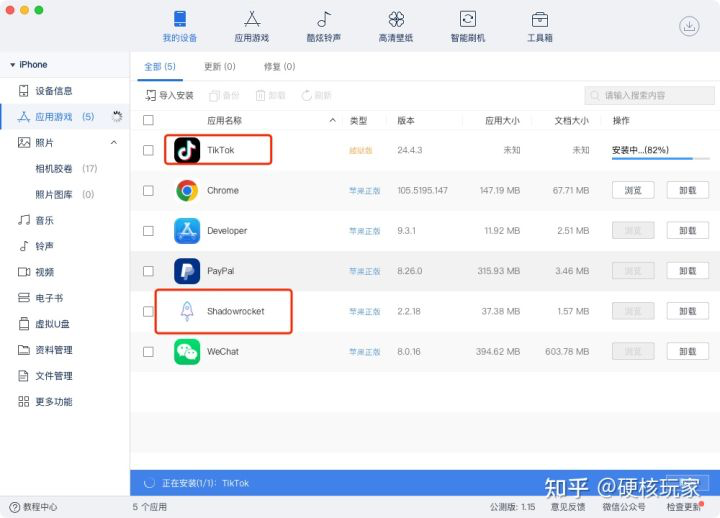 我的设备 应用游戏 酷炫铃声 高清壁纸 智能刷机 工具箱
iPhone
设备信息
应用游戏 (5)
照片
相机胶卷 (17)
照片图库 (0)
音乐
铃声
视频
电子书
虚拟U盘
资料管理
文件管理
更多功能
全部 (5) 更新 (0) 修复 (0)
导入安装 备份 卸载 刷新 请输入搜索内容
应用名称 类型 版本 应用大小 文档大小 操作
TikTok 越狱版 24.4.3 未知 未知 安装中...(82%)
Chrome 苹果正版 105.5195.147 147.19 MB 67.71 MB 浏览 卸载
Developer 苹果正版 9.3.1 11.92 MB 2.51 MB 浏览 卸载
PayPal 苹果正版 8.26.0 315.93 MB 3.46 MB 浏览 卸载
Shadowrocket 苹果正版 2.2.18 37.38 MB 1.57 MB 浏览 卸载
WeChat 苹果正版 8.0.16 394.62 MB 603.78 MB 浏览 卸载
正在安装(1/1): TikTok
知乎 @硬核玩家
教程中心 5 个应用 公测版: 1.15 意见反馈 微信公众号 检查更新